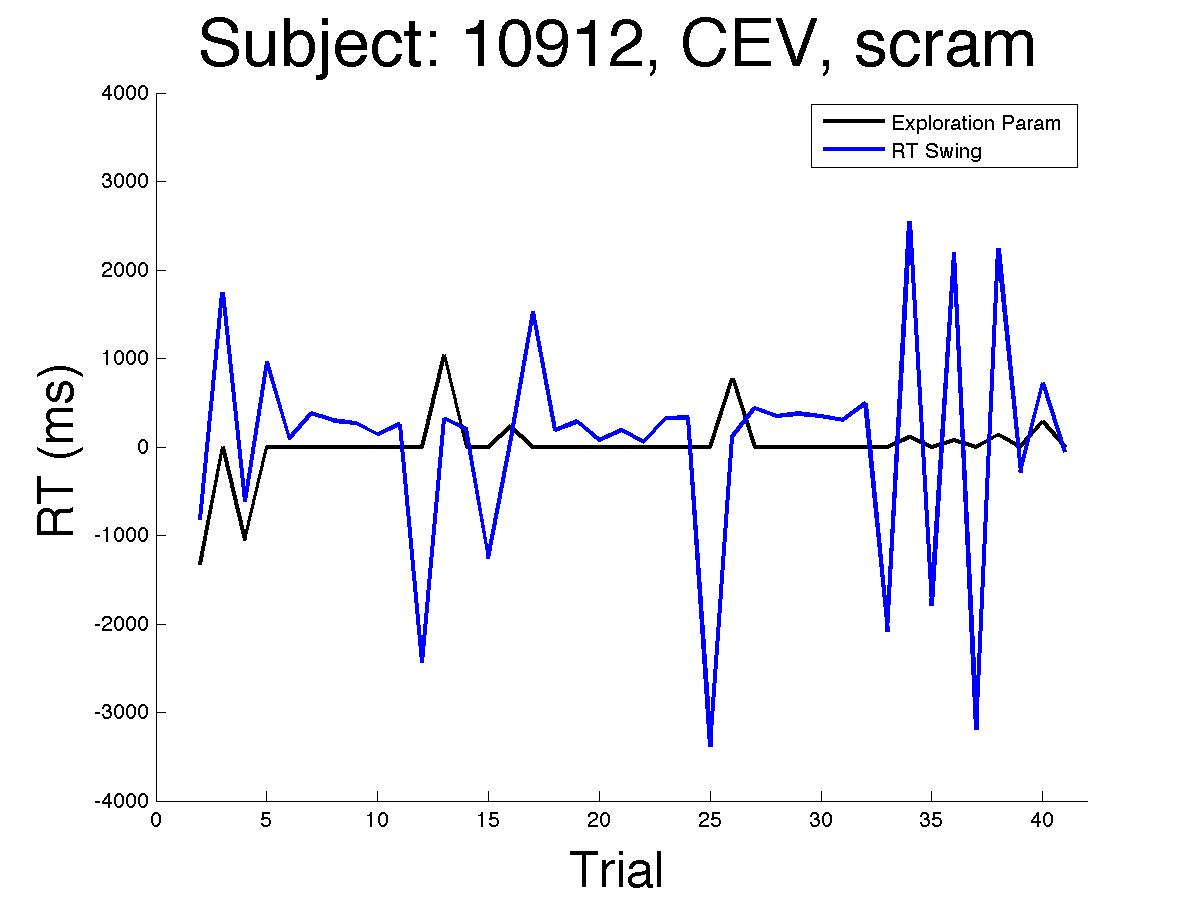 Subject: 10912, CEV, scram
4000
3000
2000
1000
0
-1000
-2000
-3000
-4000
RT (ms)
Exploration Param
RT Swing
0 5 10 15 20 25 30 35 40
Trial